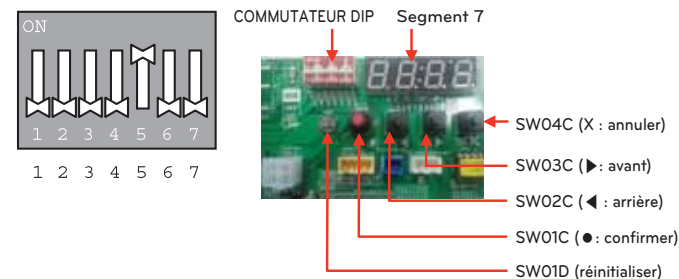 COMMUTATEUR DIP
Segment 7
ON
1 2 3 4 5 6 7
1 2 3 4 5 6 7
SW04C (X : annuler)
SW03C (▶: avant)
SW02C (◀ : arrière)
SW01C (●: confirmer)
SW01D (réinitialiser)